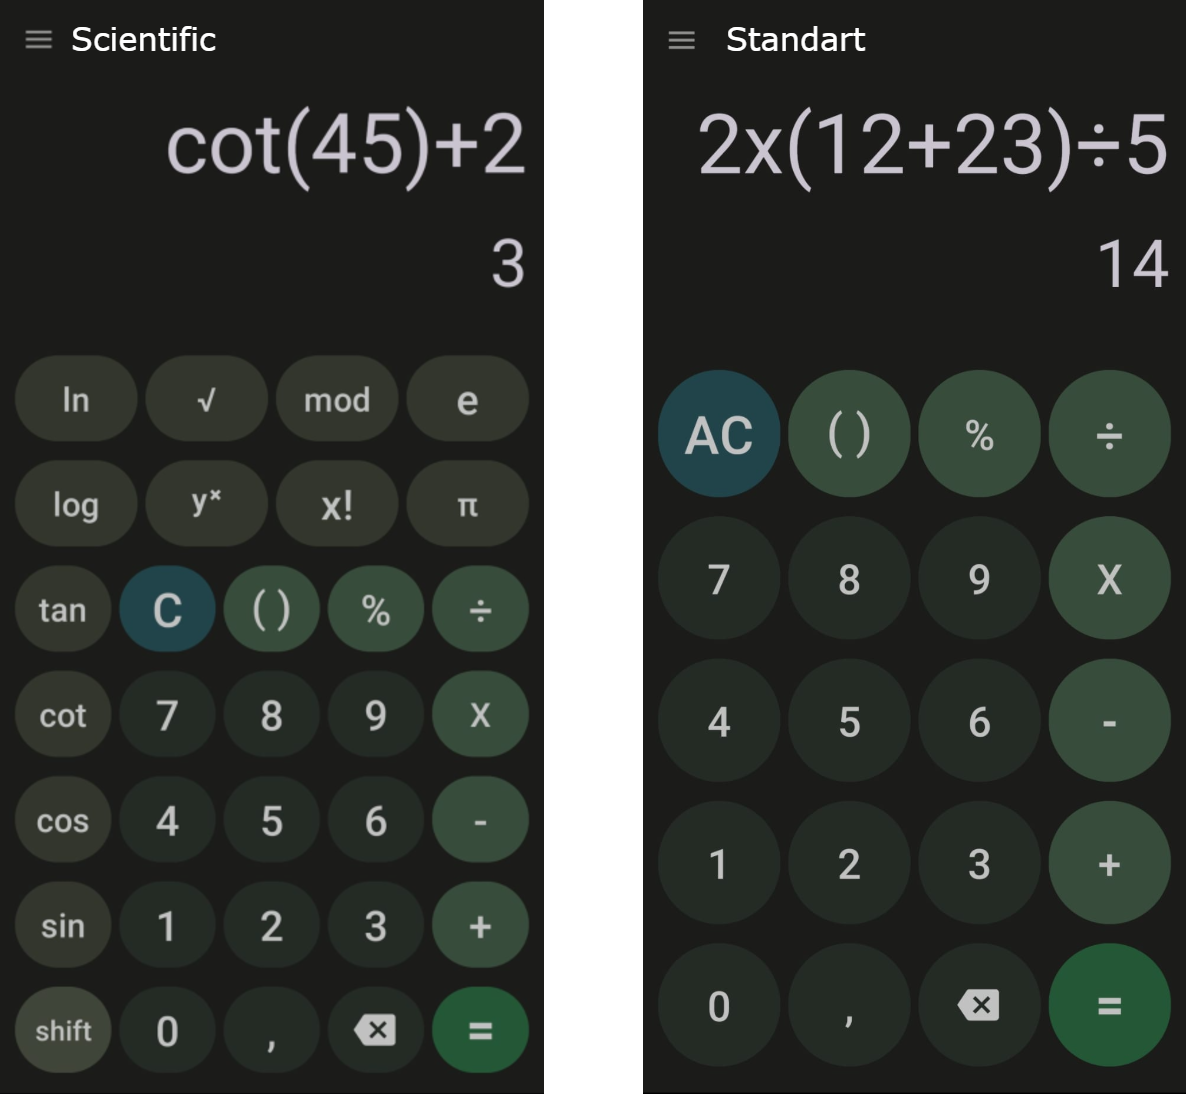 Scientific
cot(45)+2
3
ln √ mod e
log yˣ x! π
tan C ( ) % ÷
cot 7 8 9 X
cos 4 5 6 -
sin 1 2 3 +
shift 0 , =
Standart
2x(12+23)÷5
14
AC ( ) % ÷
7 8 9 X
4 5 6 -
1 2 3 +
0 , =